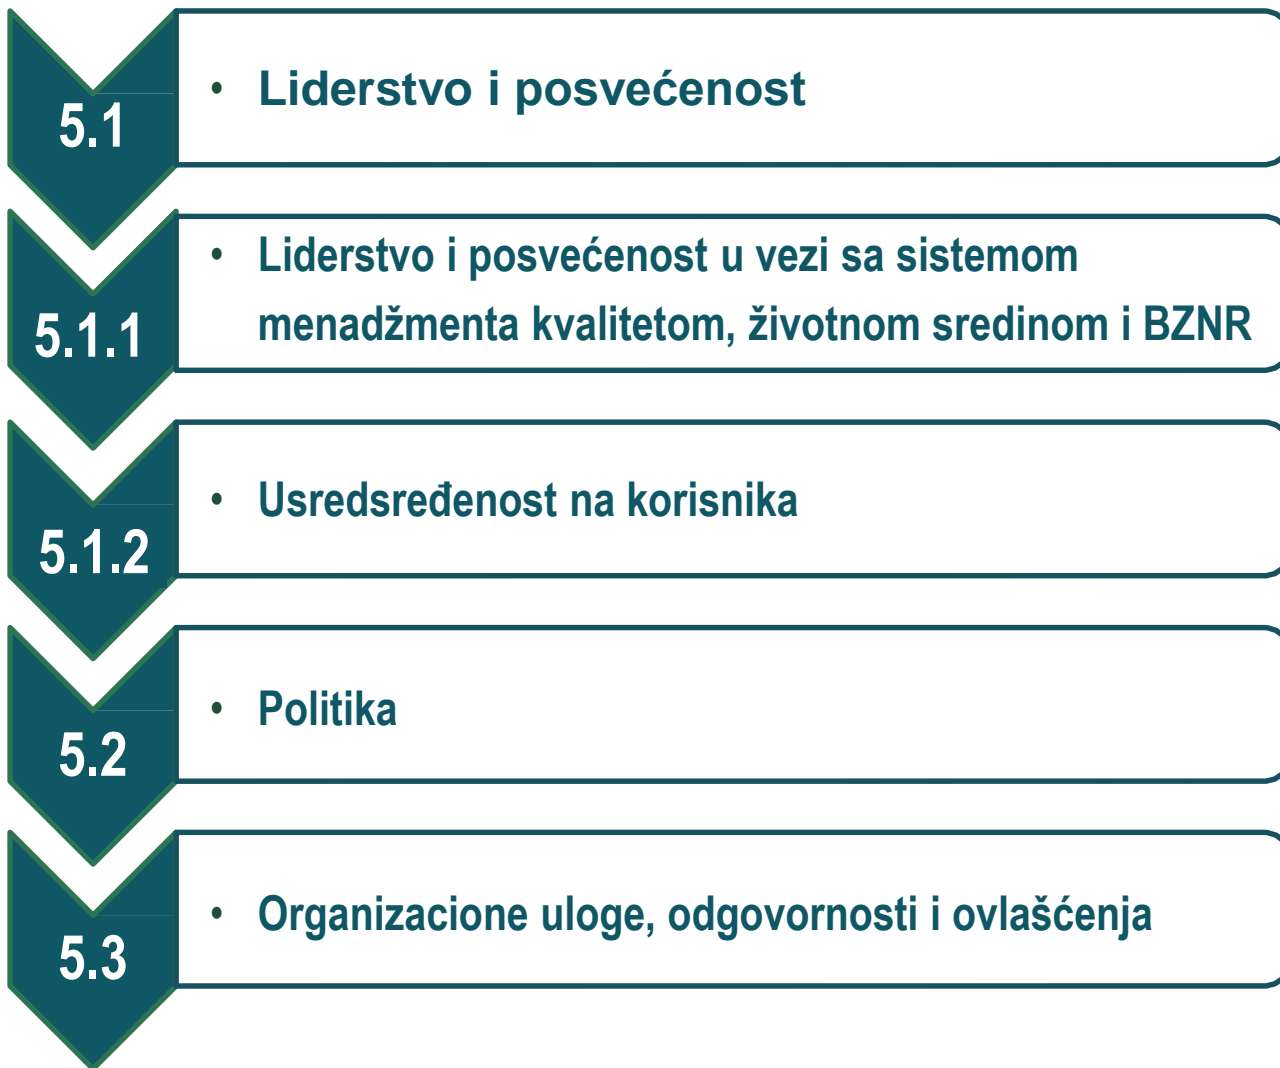 5.1
• Liderstvo i posvećenost
5.1.1
• Liderstvo i posvećenost u vezi sa sistemom
menadžmenta kvalitetom, životnom sredinom i BZNR
5.1.2
• Usredsređenost na korisnika
5.2
• Politika
5.3
• Organizacione uloge, odgovornosti i ovlašćenja